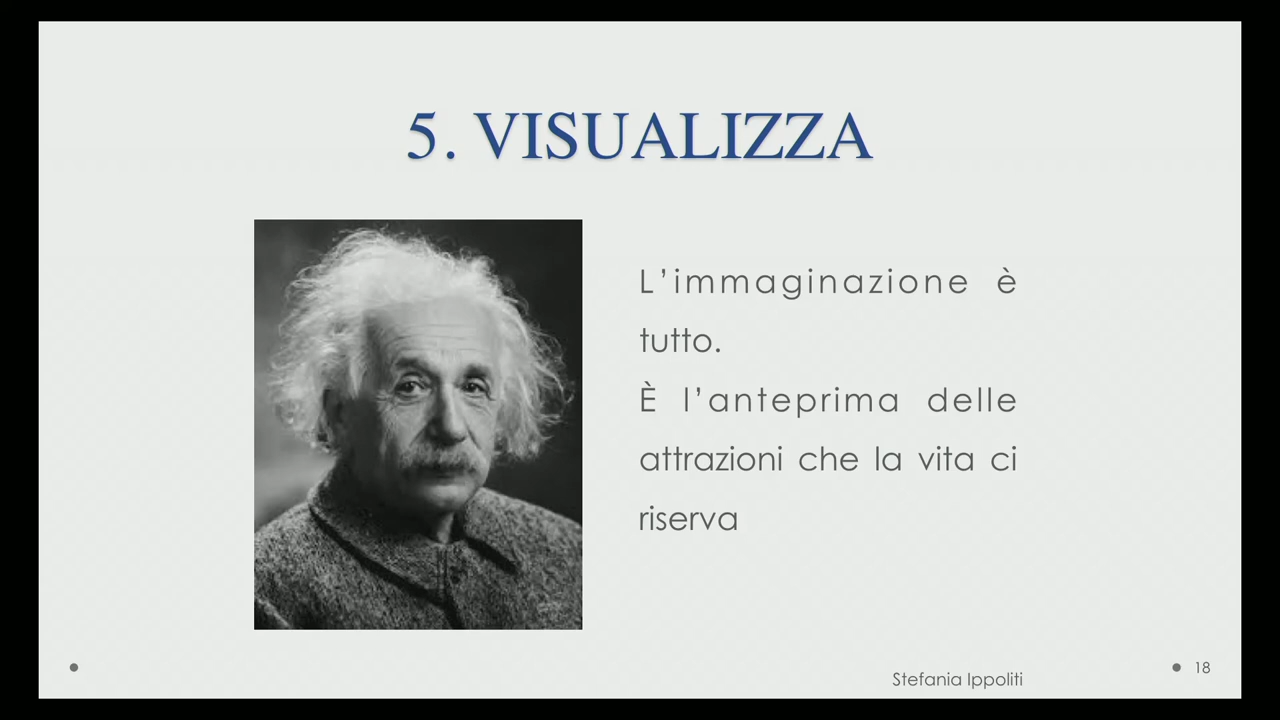 5. VISUALIZZA
L’immaginazione è
tutto.
È l’anteprima delle
attrazioni che la vita ci
riserva
Stefania Ippoliti
18